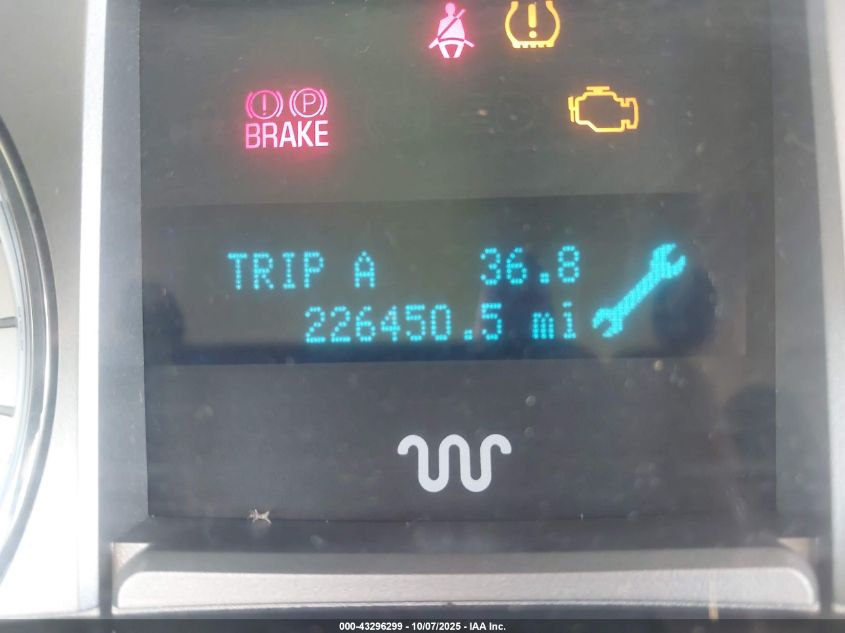 P
BRAKE
TRIP A 36.8
226450.5 mi
000-43296299 - 10/07/2025 - IAA Inc.